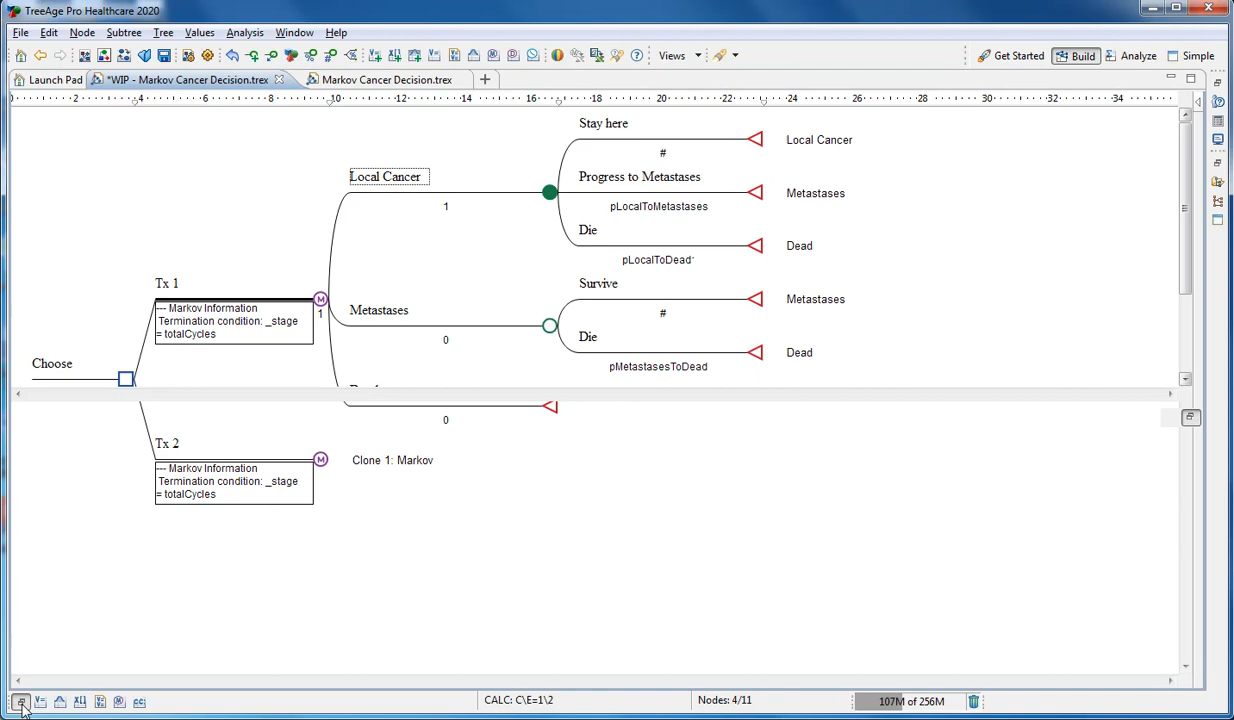 TreeAge Pro Healthcare 2020
File Edit Node Subtree Tree Values Analysis Window Help
Views Get Started Build Analyze Simple
Launch Pad *WIP - Markov Cancer Decision.trex Markov Cancer Decision.trex
2 4 6 8 10 12 14 16 18 20 22 24 26 28 30 32 34
Stay here
Local Cancer
#
Local Cancer
Progress to Metastases
Metastases
1
pLocalToMetastases
Die
Dead
pLocalToDead
Tx 1
Survive
Metastases
--- Markov Information
Termination condition: _stage
= totalCycles
M
1
Metastases
#
0
Die
Dead
pMetastasesToDead
Choose
0
Tx 2
--- Markov Information
Termination condition: _stage
= totalCycles
M
Clone 1: Markov
CALC: C\E=1\2 Nodes: 4/11 107M of 256M